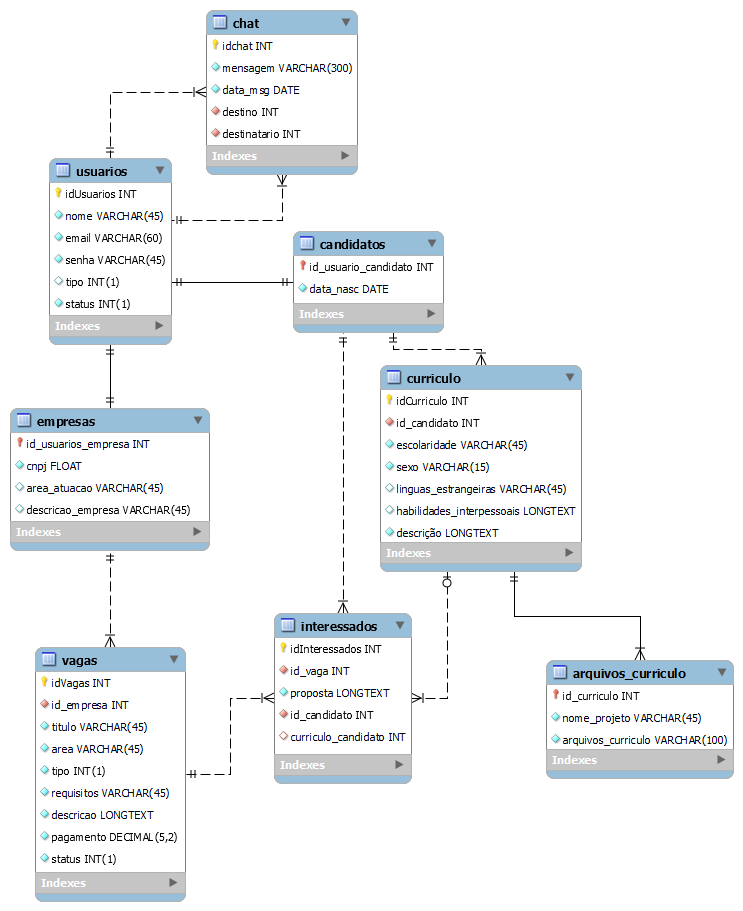 chat
idchat INT
mensagem VARCHAR(300)
data_msg DATE
destino INT
destinatario INT
Indexes
usuarios
idUsuarios INT
nome VARCHAR(45)
email VARCHAR(60)
senha VARCHAR(45)
tipo INT(1)
status INT(1)
Indexes
candidatos
id_usuario_candidato INT
data_nasc DATE
Indexes
curriculo
idCurriculo INT
id_candidato INT
escolaridade VARCHAR(45)
sexo VARCHAR(15)
linguas_estrangeiras VARCHAR(45)
habilidades_interpessoais LONGTEXT
descrição LONGTEXT
Indexes
empresas
id_usuarios_empresa INT
cnpj FLOAT
area_atuacao VARCHAR(45)
descricao_empresa VARCHAR(45)
Indexes
interessados
idInteressados INT
id_vaga INT
proposta LONGTEXT
id_candidato INT
curriculo_candidato INT
Indexes
vagas
idVagas INT
id_empresa INT
titulo VARCHAR(45)
area VARCHAR(45)
tipo INT(1)
requisitos VARCHAR(45)
descricao LONGTEXT
pagamento DECIMAL(5,2)
status INT(1)
Indexes
arquivos_curriculo
id_curriculo INT
nome_projeto VARCHAR(45)
arquivos_curriculo VARCHAR(100)
Indexes